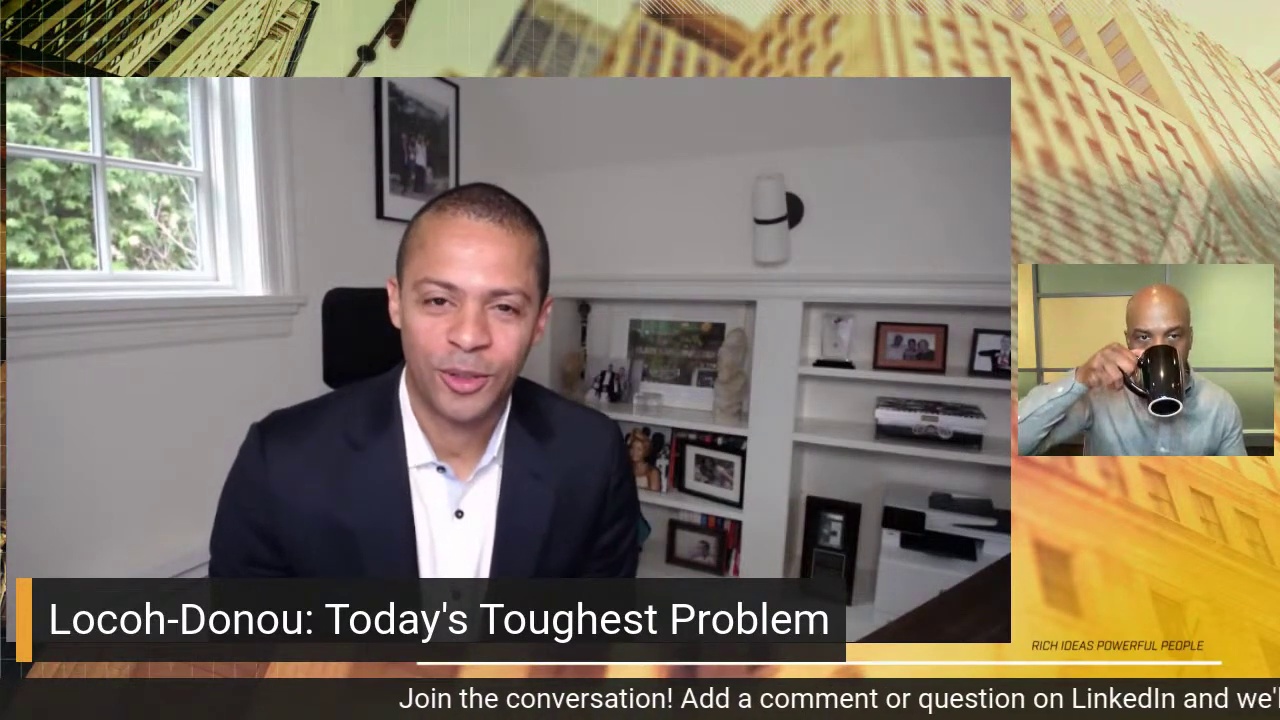 Locoh-Donou: Today's Toughest Problem
RICH IDEAS POWERFUL PEOPLE
Join the conversation! Add a comment or question on LinkedIn and we'l